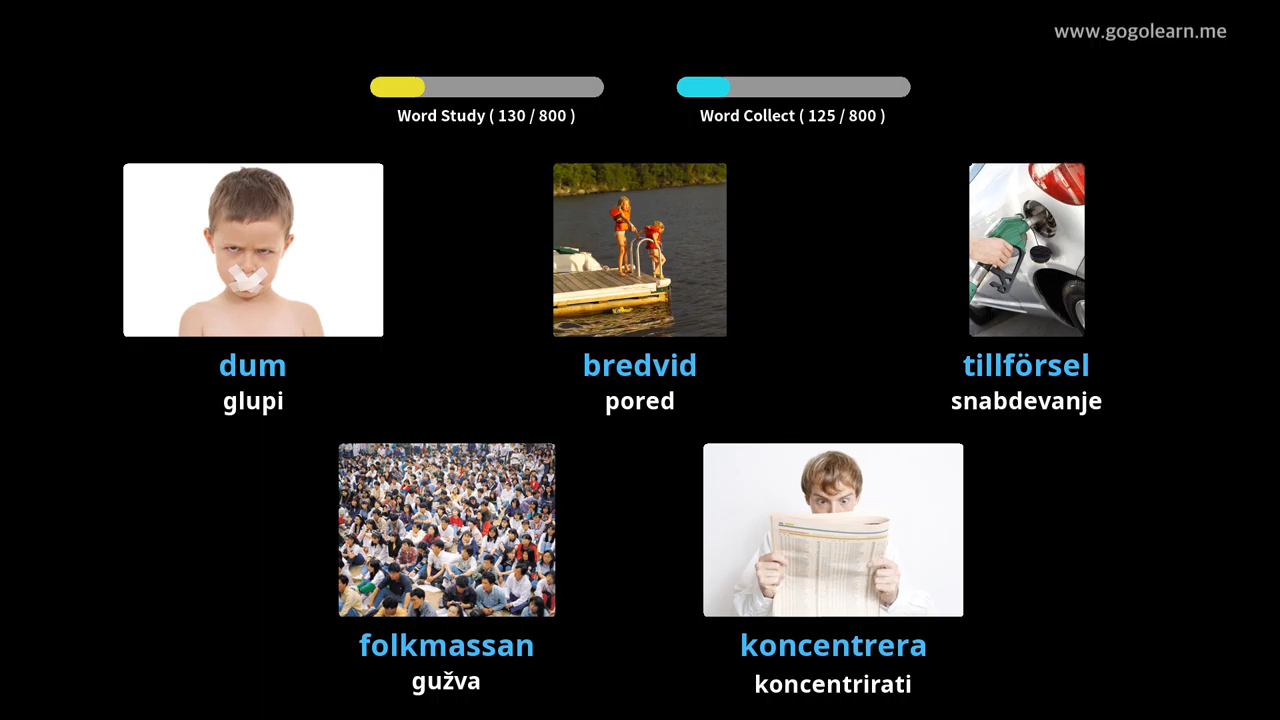 www.gogolearn.me
Word Study ( 130 / 800 )
Word Collect ( 125 / 800 )
dum
glupi
bredvid
pored
tillförsel
snabdevanje
folkmassan
gužva
koncentrera
koncentrirati